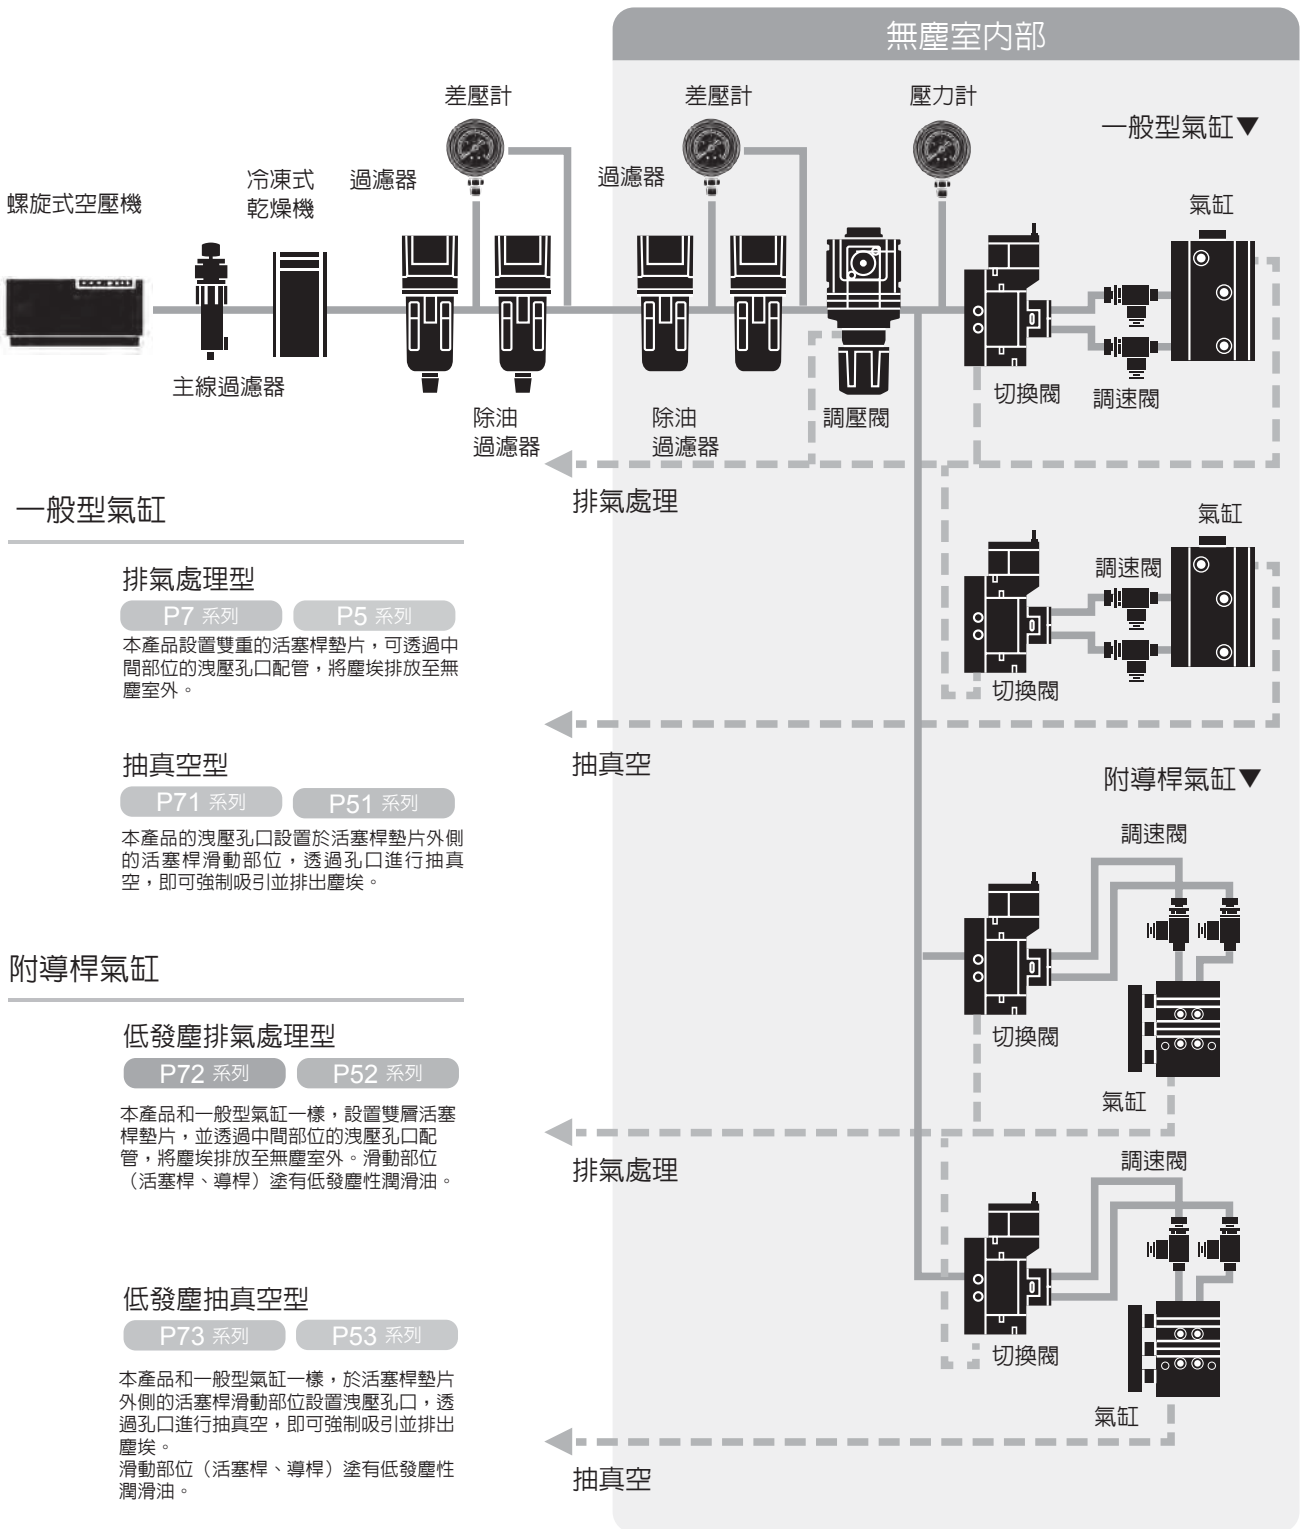 無塵室内部
差壓計
差壓計
壓力計
一般型氣缸▼
螺旋式空壓機
冷凍式
乾燥機
過濾器
過濾器
氣缸
主線過濾器
除油
過濾器
除油
過濾器
調壓閥
切換閥
調速閥
排氣處理
氣缸
調速閥
切換閥
抽真空
附導桿氣缸▼
調速閥
切換閥
氣缸
排氣處理
調速閥
切換閥
氣缸
抽真空
一般型氣缸
排氣處理型
P7 系列
P5 系列
本產品設置雙重的活塞桿墊片，可透過中
間部位的洩壓孔口配管，將塵埃排放至無
塵室外。
抽真空型
P71 系列
P51 系列
本產品的洩壓孔口設置於活塞桿墊片外側
的活塞桿滑動部位，透過孔口進行抽真
空，即可強制吸引並排出塵埃。
附導桿氣缸
低發塵排氣處理型
P72 系列
P52 系列
本產品和一般型氣缸一樣，設置雙層活塞
桿墊片，並透過中間部位的洩壓孔口配
管，將塵埃排放至無塵室外。滑動部位
（活塞桿、導桿）塗有低發塵性潤滑油。
低發塵抽真空型
P73 系列
P53 系列
本產品和一般型氣缸一樣，於活塞桿墊片
外側的活塞桿滑動部位設置洩壓孔口，透
過孔口進行抽真空，即可強制吸引並排出
塵埃。
滑動部位（活塞桿、導桿）塗有低發塵性
潤滑油。